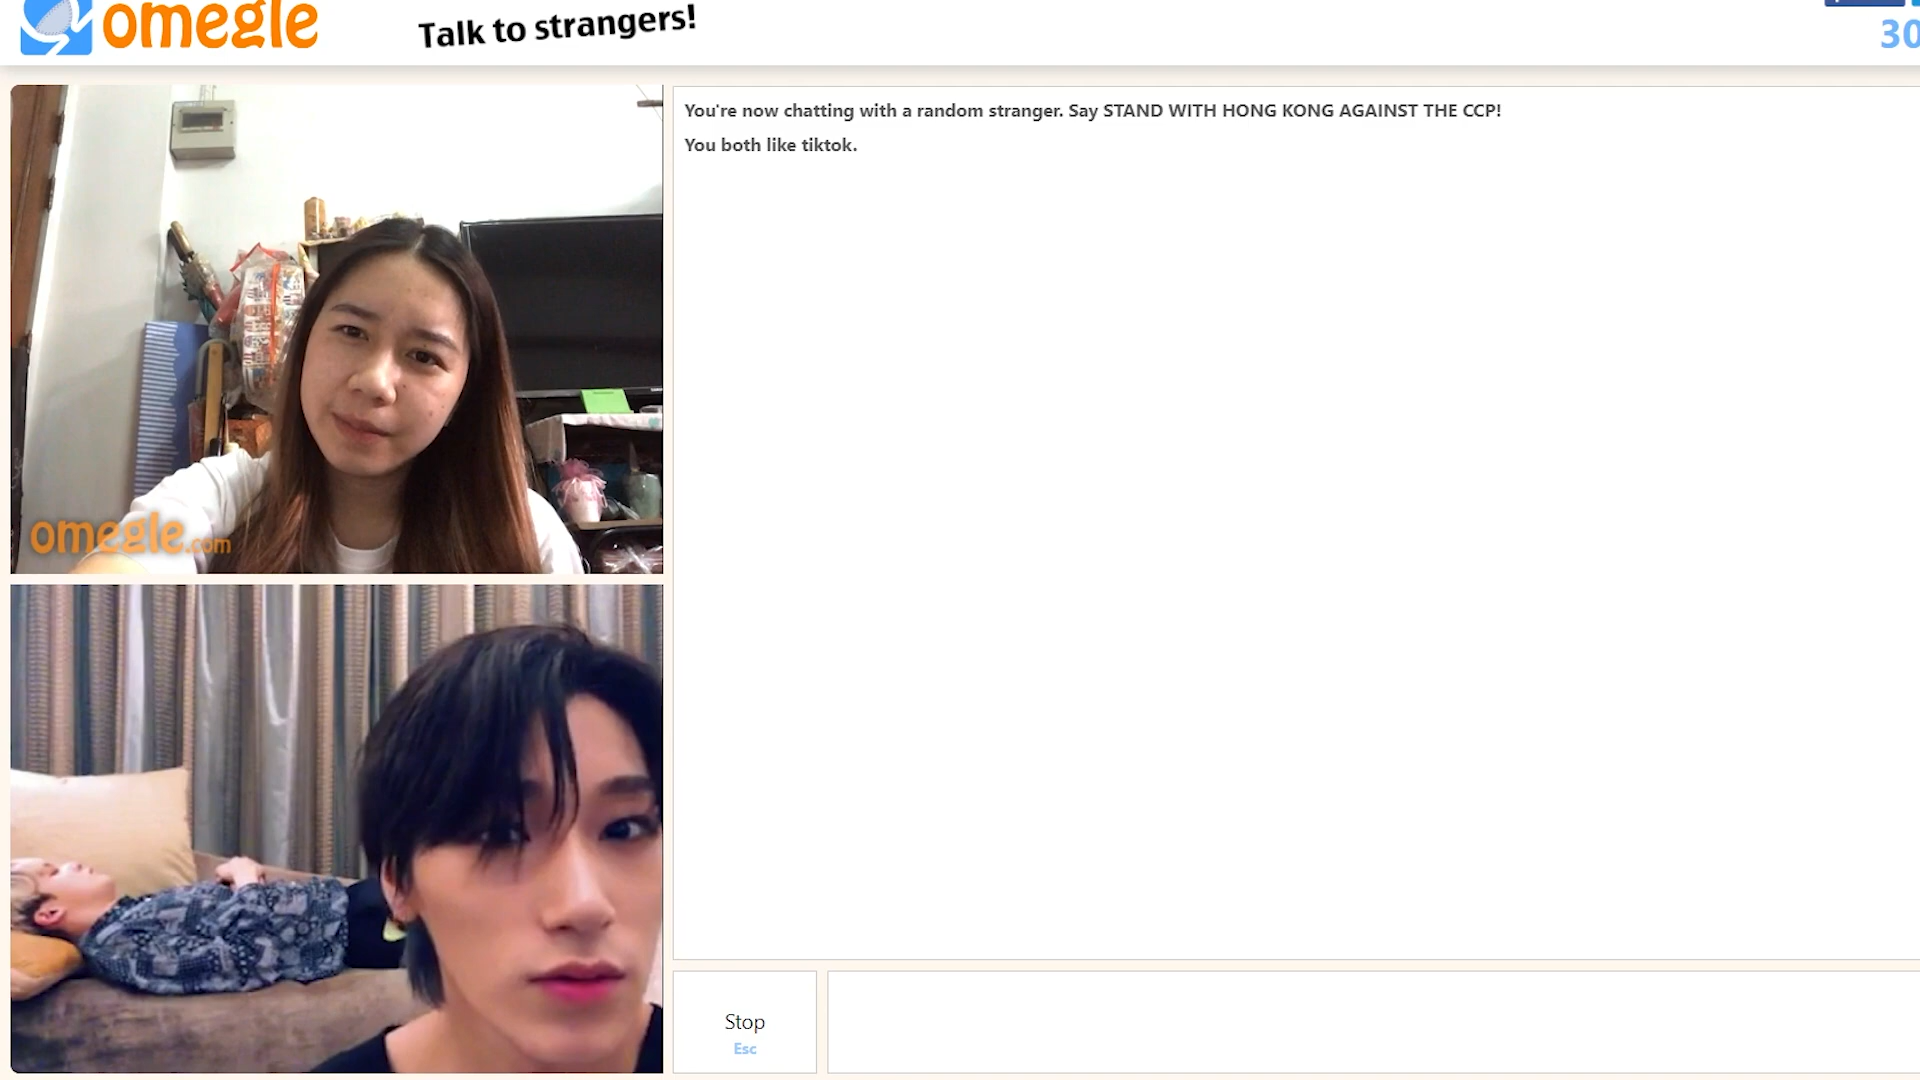 omegle
Talk to strangers!
30
You're now chatting with a random stranger. Say STAND WITH HONG KONG AGAINST THE CCP!
You both like tiktok.
omegle.com
Stop
Esc